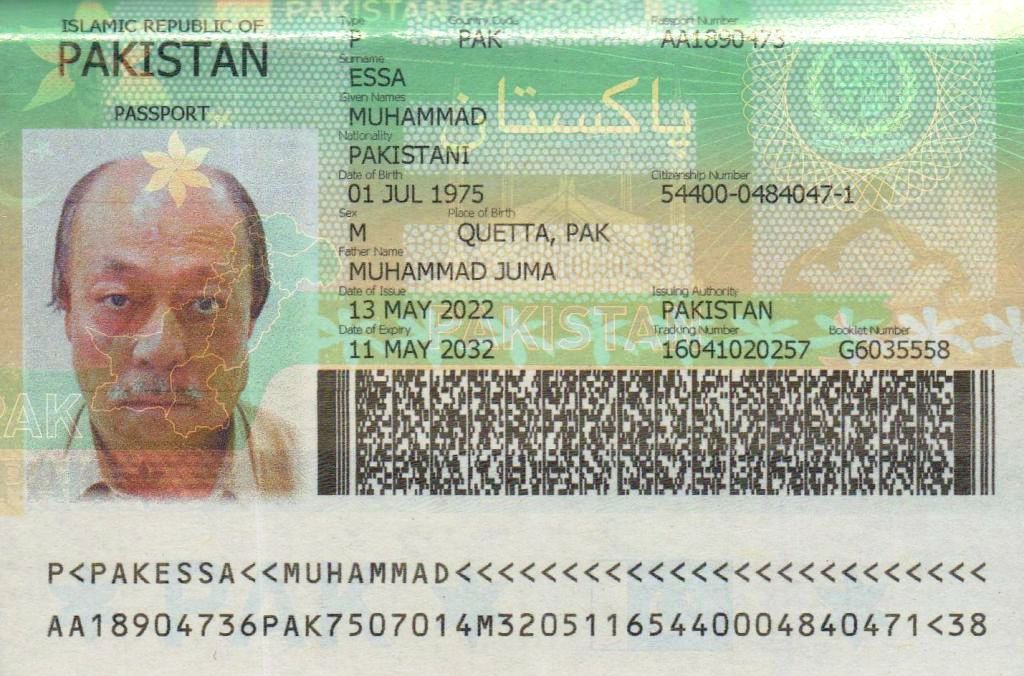 PAKISTAN PASSPORT
ISLAMIC REPUBLIC OF
PAKISTAN
PASSPORT
Type Country Code Passport Number
P PAK AA1890473
Surname
ESSA
Given Names
MUHAMMAD
پاکستان
Nationality
PAKISTANI
Date of Birth Citizenship Number
01 JUL 1975 54400-0484047-1
Sex Place of Birth
M QUETTA, PAK
Father Name
MUHAMMAD JUMA
Date of Issue Issuing Authority
13 MAY 2022 PAKISTAN
PAKISTAN
Date of Expiry Tracking Number Booklet Number
11 MAY 2032 16041020257 G6035558
PAK
P<PAKESSA<<MUHAMMAD<<<<<<<<<<<<<<<<<<<<<<<<<
AA18904736PAK7507014M32051165440004840471<38